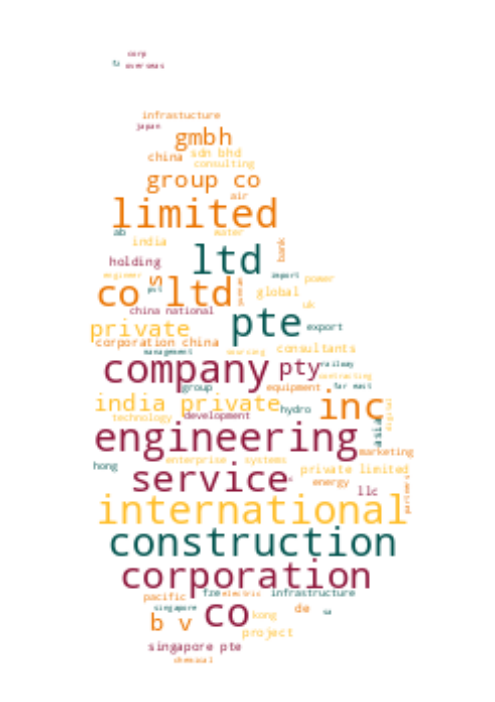 corp
overseas
infrastucture
japan
gmbh
china
sdn bhd
consulting
group co
air
limited
ab
water
india
ltd
bank
holding
engineer
import
power
co ltd
s
global
uk
china national
pte
export
private
corporation china
management
consultants
company
pty
railway
contracting
group
equipment
far east
india private
inc
hydro
technology
development
asia
engineering
marketing
hong
enterprise
systems
private limited
service
energy
llc
partners
international
construction
corporation
pacific
fze
electric
infrastructure
singapore
co
kong
de
sa
b v
project
singapore pte
chemical